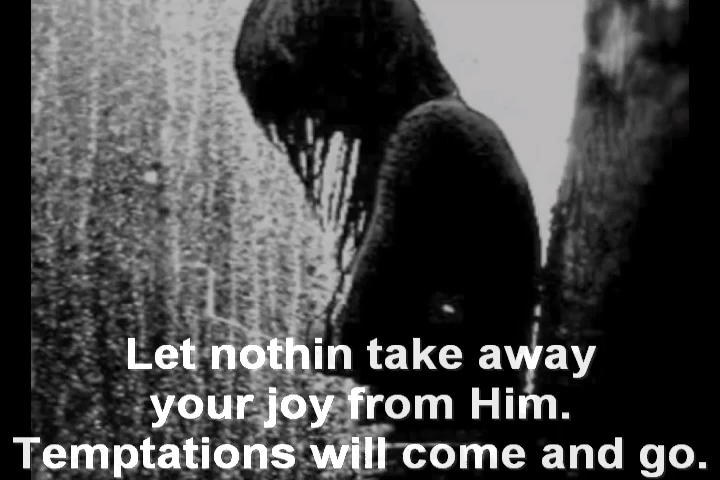 Let nothin take away
your joy from Him.
Temptations will come and go.